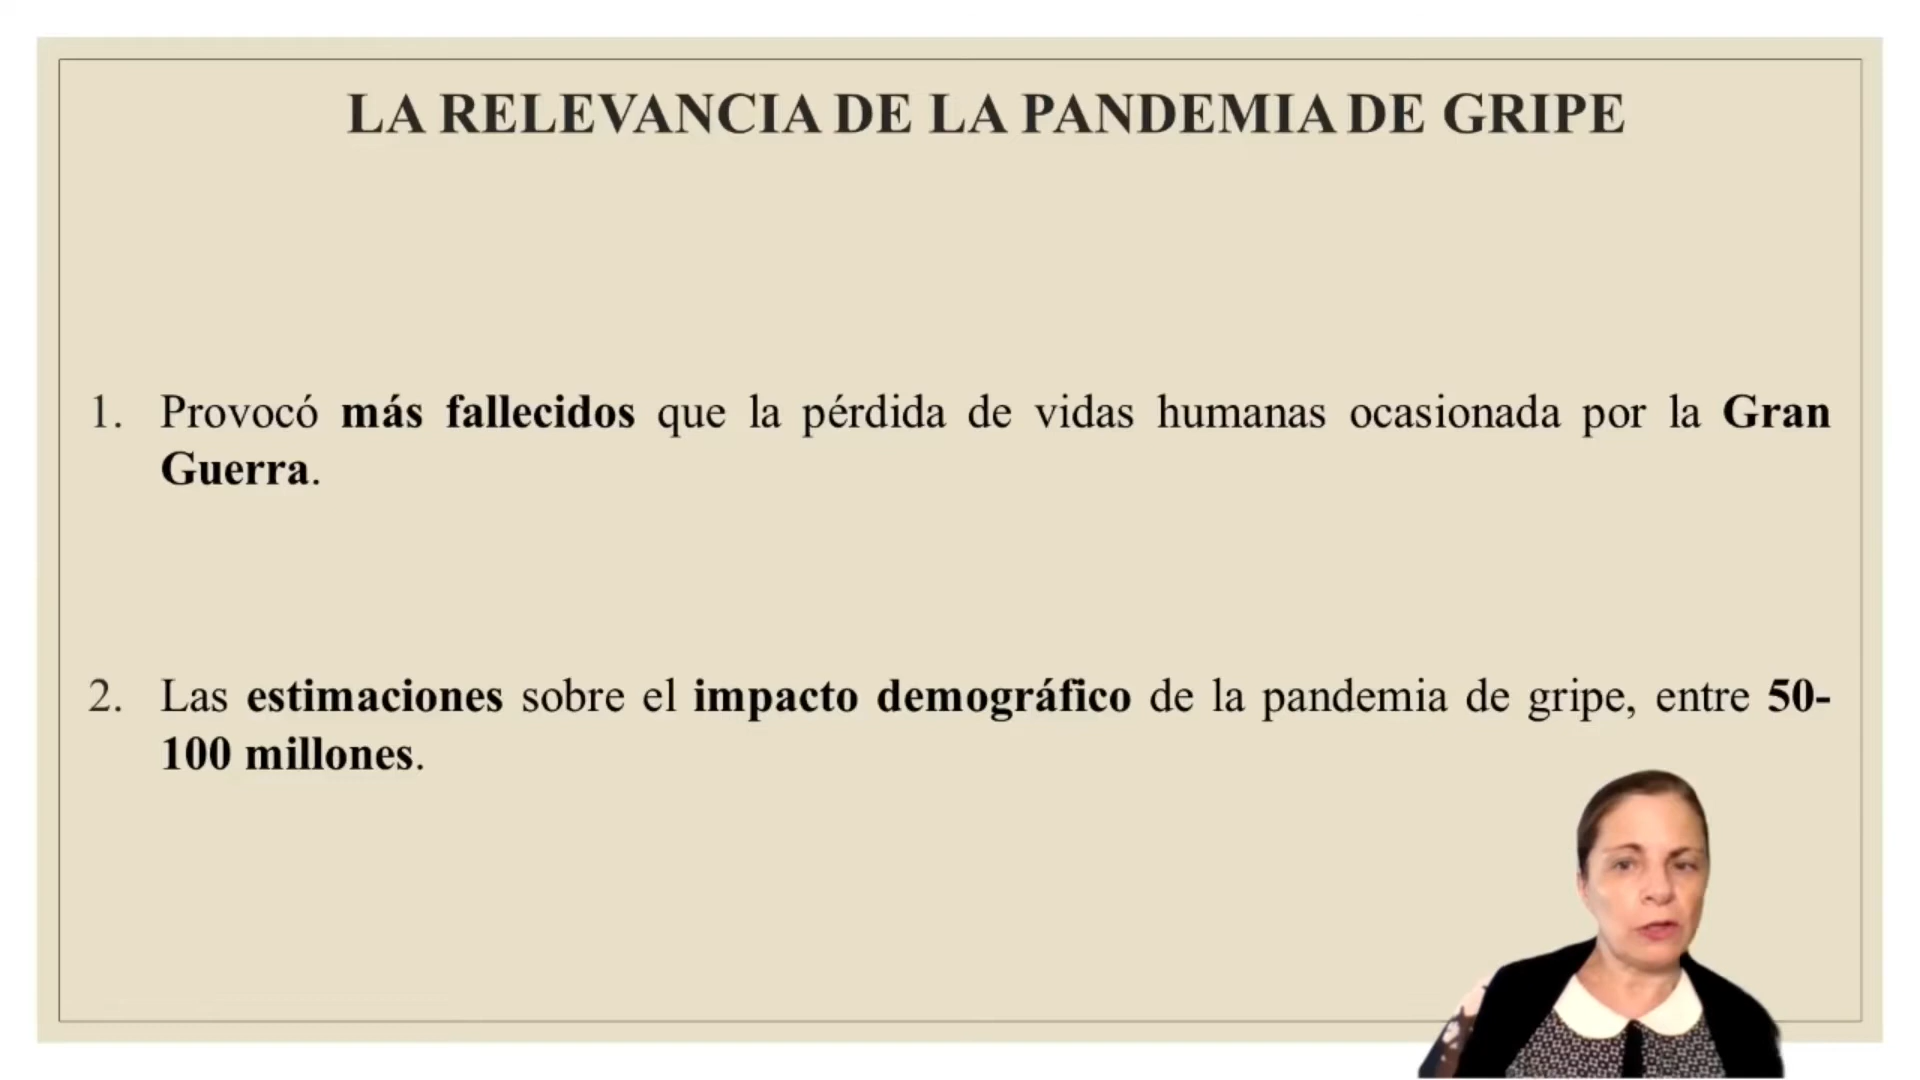 LA RELEVANCIA DE LA PANDEMIA DE GRIPE
1. Provocó más fallecidos que la pérdida de vidas humanas ocasionada por la Gran
Guerra.
2. Las estimaciones sobre el impacto demográfico de la pandemia de gripe, entre 50-
100 millones.